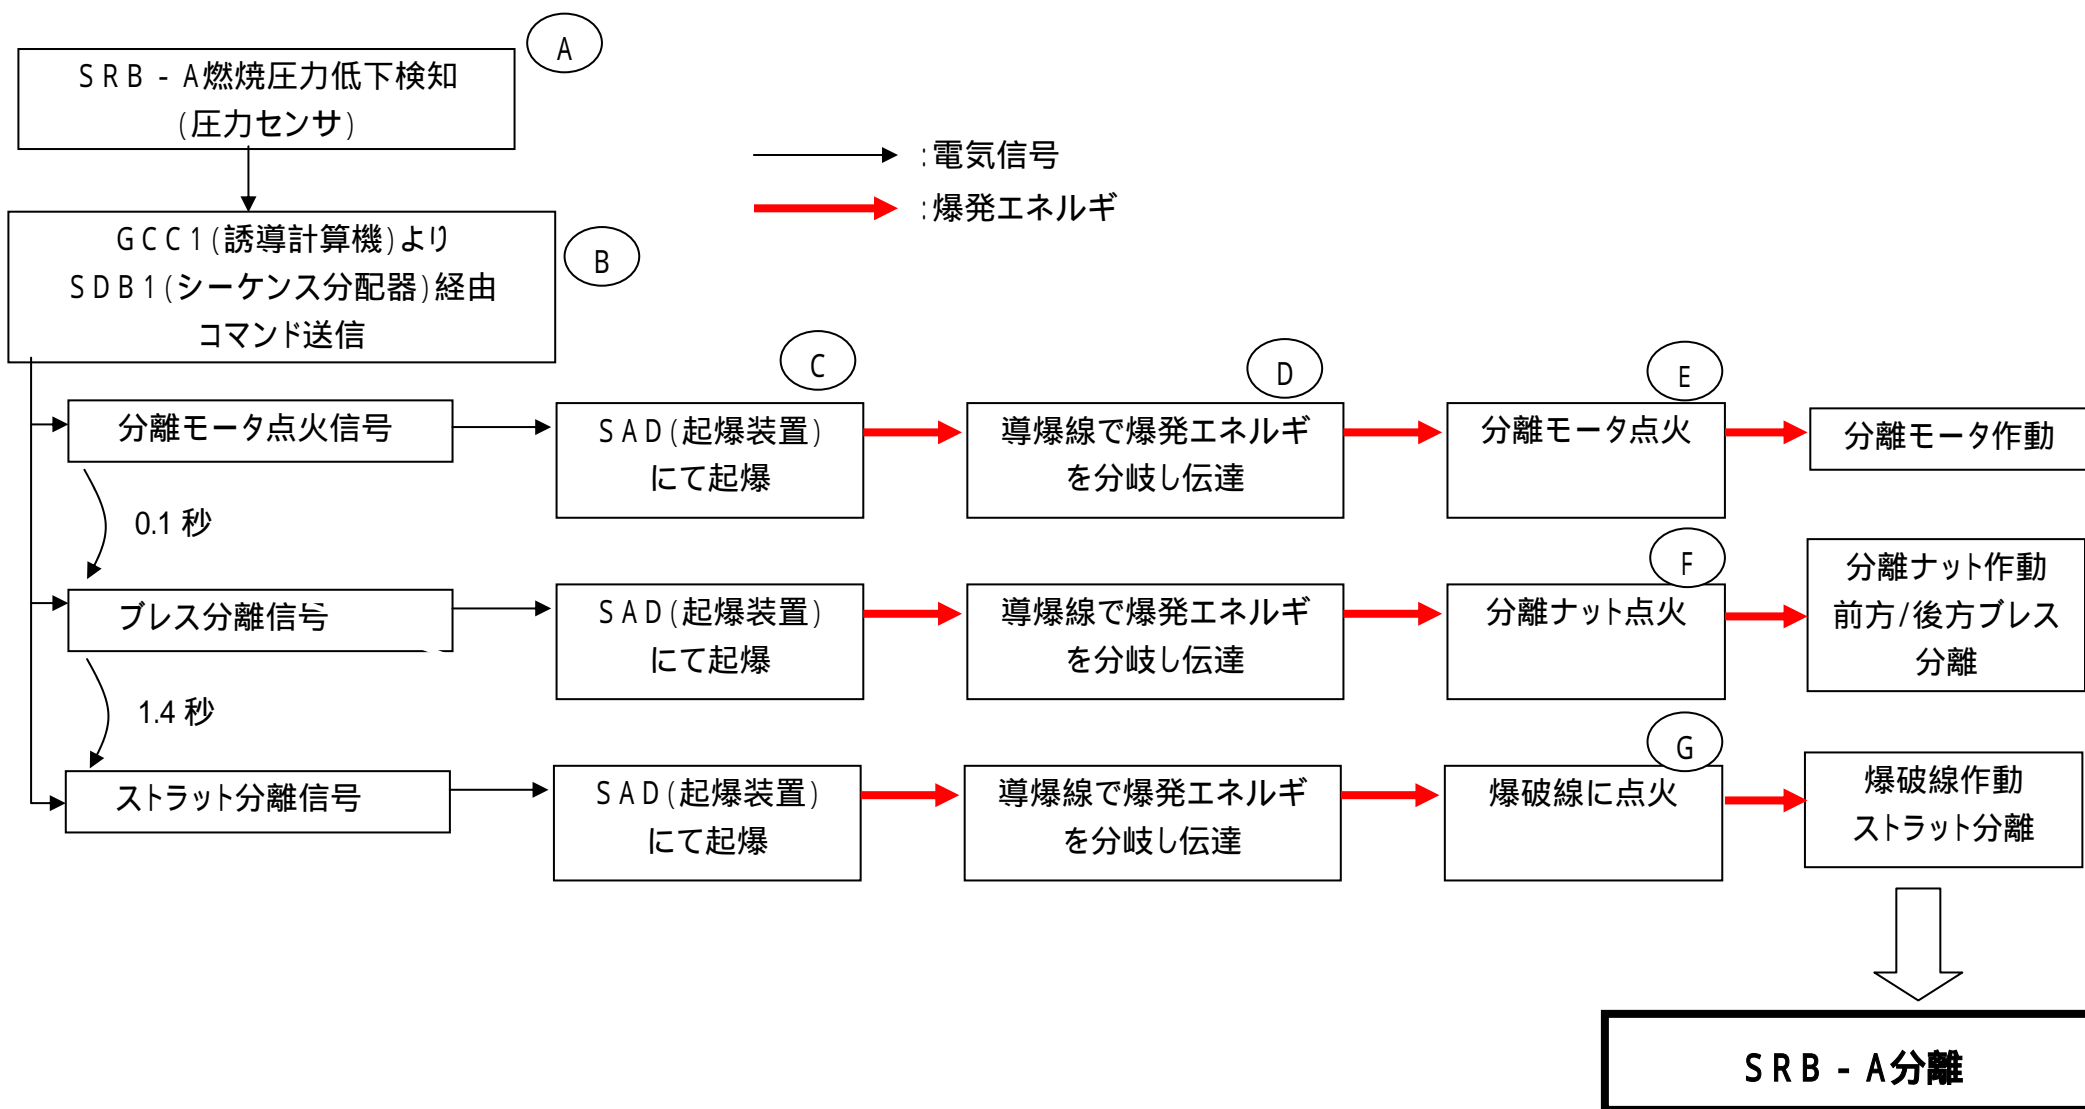 A
SRB-A燃焼圧力低下検知
(圧力センサ)
:電気信号
:爆発エネルギ
GCC1(誘導計算機)より
SDB1(シーケンス分配器)経由
コマンド送信
B
C
D
E
分離モータ点火信号
SAD(起爆装置)
にて起爆
導爆線で爆発エネルギ
を分岐し伝達
分離モータ点火
分離モータ作動
0.1 秒
F
ブレス分離信号
SAD(起爆装置)
にて起爆
導爆線で爆発エネルギ
を分岐し伝達
分離ナット点火
分離ナット作動
前方/後方ブレス
分離
1.4 秒
G
ストラット分離信号
SAD(起爆装置)
にて起爆
導爆線で爆発エネルギ
を分岐し伝達
爆破線に点火
爆破線作動
ストラット分離
SRB-A分離